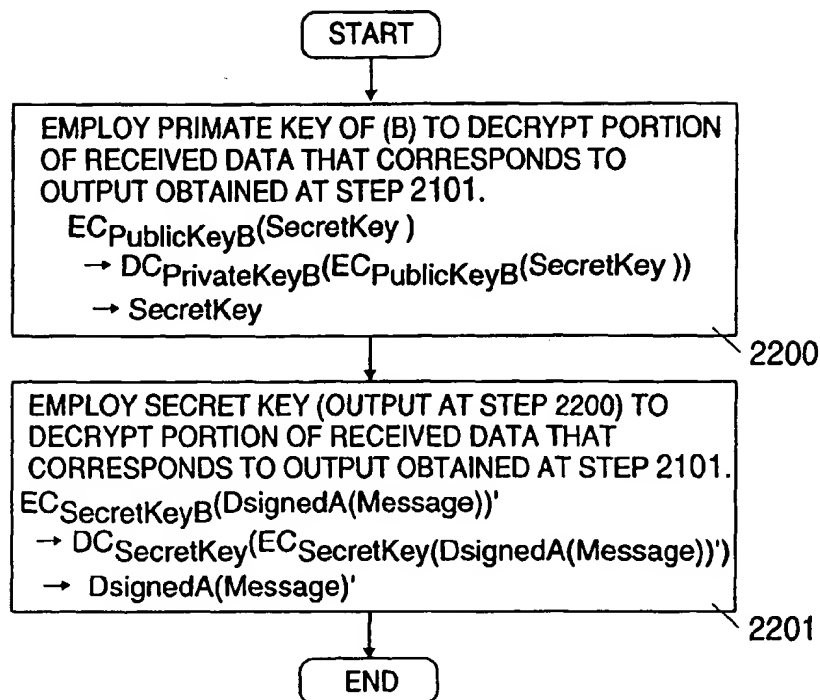 START
EMPLOY PRIMATE KEY OF (B) TO DECRYPT PORTION
OF RECEIVED DATA THAT CORRESPONDS TO
OUTPUT OBTAINED AT STEP 2101.
ECPublicKeyB(SecretKey )
→ DCPrivateKeyB(ECPublicKeyB(SecretKey ))
→ SecretKey
2200
EMPLOY SECRET KEY (OUTPUT AT STEP 2200) TO
DECRYPT PORTION OF RECEIVED DATA THAT
CORRESPONDS TO OUTPUT OBTAINED AT STEP 2101.
ECSecretKeyB(DsignedA(Message))'
→ DCSecretKey(ECSecretKey(DsignedA(Message))')
→ DsignedA(Message)'
2201
END